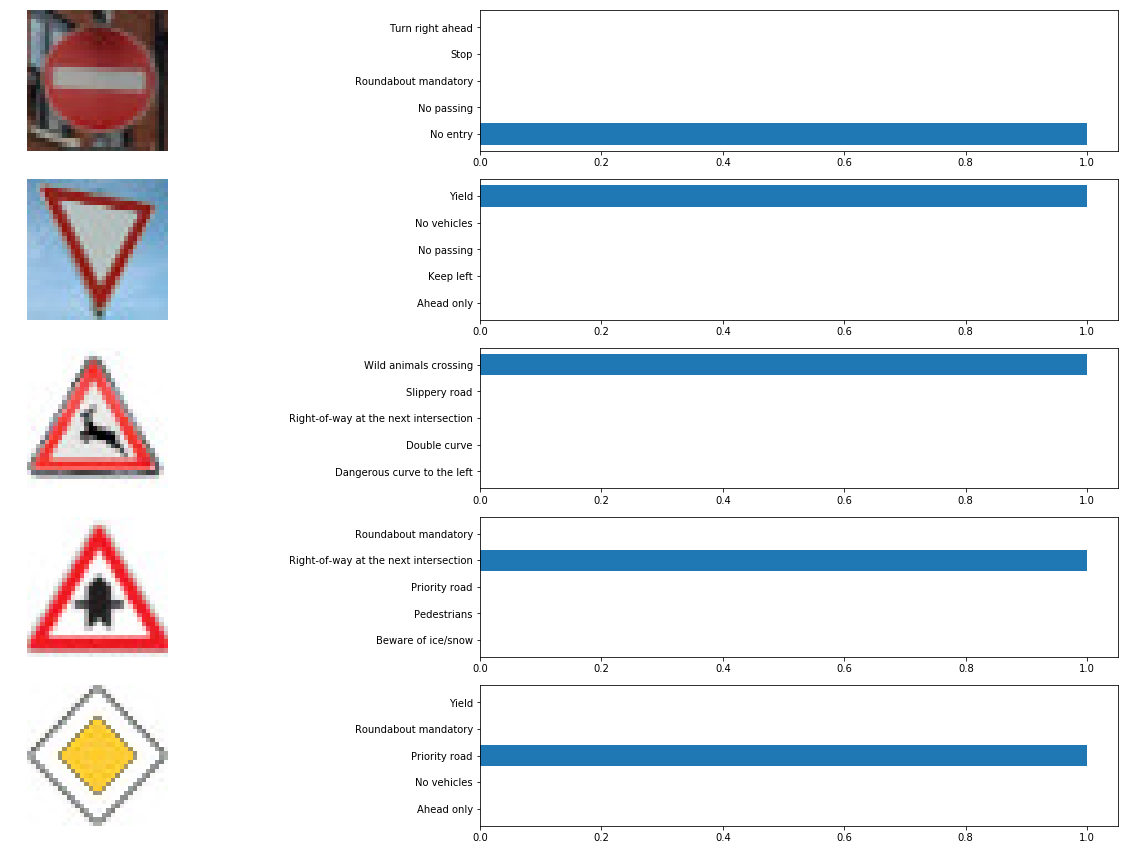 Turn right ahead
Stop
Roundabout mandatory
No passing
No entry
0.0 0.2 0.4 0.6 0.8 1.0
Yield
No vehicles
No passing
Keep left
Ahead only
0.0 0.2 0.4 0.6 0.8 1.0
Wild animals crossing
Slippery road
Right-of-way at the next intersection
Double curve
Dangerous curve to the left
0.0 0.2 0.4 0.6 0.8 1.0
Roundabout mandatory
Right-of-way at the next intersection
Priority road
Pedestrians
Beware of ice/snow
0.0 0.2 0.4 0.6 0.8 1.0
Yield
Roundabout mandatory
Priority road
No vehicles
Ahead only
0.0 0.2 0.4 0.6 0.8 1.0